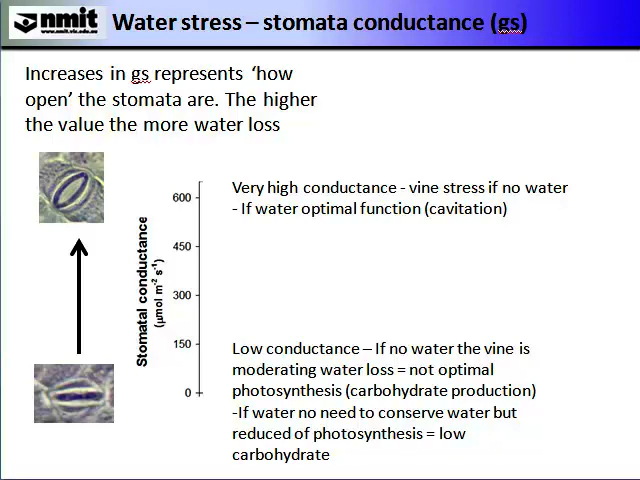 nmit
www.nmit.vic.edu.au
Water stress – stomata conductance (gs)
Increases in gs represents ‘how
open’ the stomata are. The higher
the value the more water loss
Very high conductance - vine stress if no water
- If water optimal function (cavitation)
Stomatal conductance
(µmol m⁻² s⁻¹)
600
450
300
150
0
Low conductance – If no water the vine is
moderating water loss = not optimal
photosynthesis (carbohydrate production)
-If water no need to conserve water but
reduced of photosynthesis = low
carbohydrate